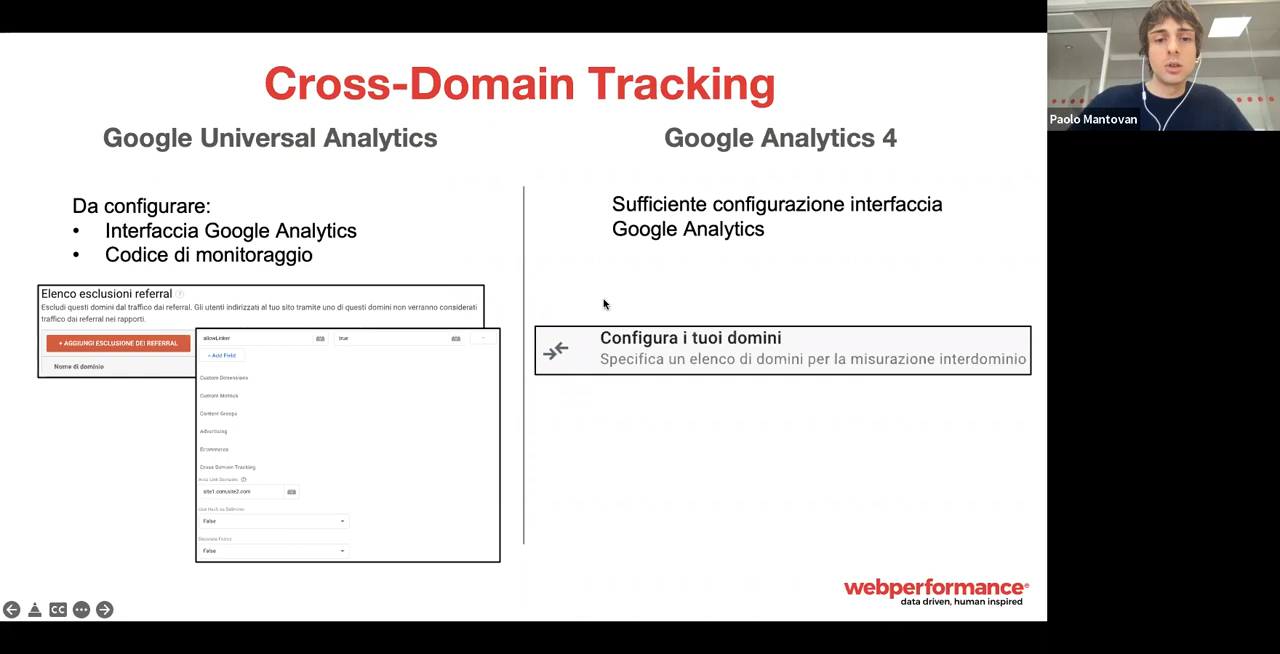 Cross-Domain Tracking
Google Universal Analytics
Da configurare:
• Interfaccia Google Analytics
• Codice di monitoraggio
Elenco esclusioni referral
Escludi questi domini dal traffico dai referral. Gli utenti indirizzati al tuo sito tramite uno di questi domini non verranno considerati
traffico dai referral nei rapporti.
+ AGGIUNGI ESCLUSIONE DEI REFERRAL
Nome di dominio
allowLinker true
+ Add Field
Custom Dimensions
Custom Metrics
Content Groups
Advertising
Ecommerce
Cross Domain Tracking
Auto Link Domains
site1.com,site2.com
Use Hash as Delimiter
False
Decorate Forms
False
Google Analytics 4
Sufficiente configurazione interfaccia
Google Analytics
Configura i tuoi domini
Specifica un elenco di domini per la misurazione interdominio
webperformance®
data driven, human inspired
CC
Paolo Mantovan